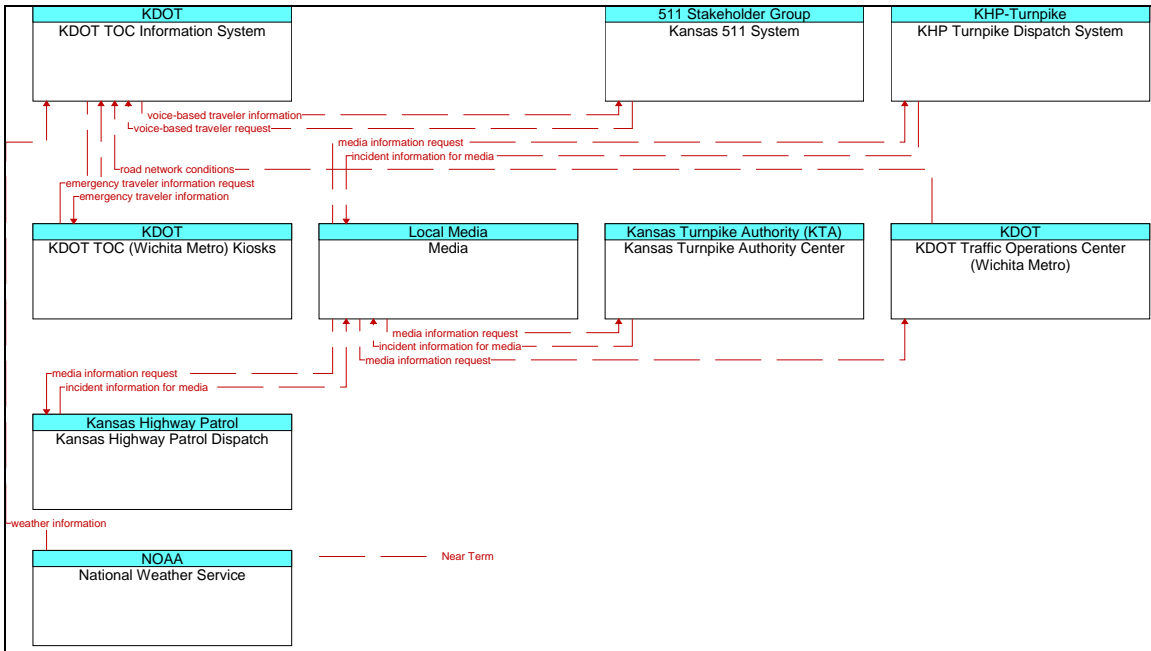 KDOT
KDOT TOC Information System
511 Stakeholder Group
Kansas 511 System
KHP-Turnpike
KHP Turnpike Dispatch System
voice-based traveler information
voice-based traveler request
media information request
incident information for media
road network conditions
emergency traveler information request
emergency traveler information
KDOT
KDOT TOC (Wichita Metro) Kiosks
Local Media
Media
Kansas Turnpike Authority (KTA)
Kansas Turnpike Authority Center
KDOT
KDOT Traffic Operations Center
(Wichita Metro)
media information request
incident information for media
media information request
media information request
incident information for media
Kansas Highway Patrol
Kansas Highway Patrol Dispatch
weather information
NOAA
National Weather Service
Near Term